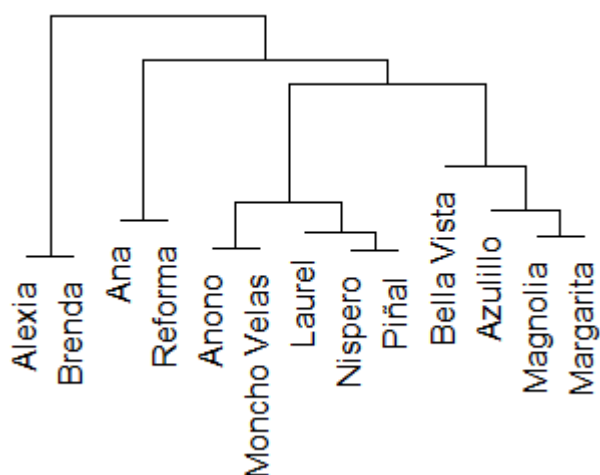 Alexia
Brenda
Ana
Reforma
Anono
Moncho Velas
Laurel
Nispero
Piñal
Bella Vista
Azulillo
Magnolia
Margarita